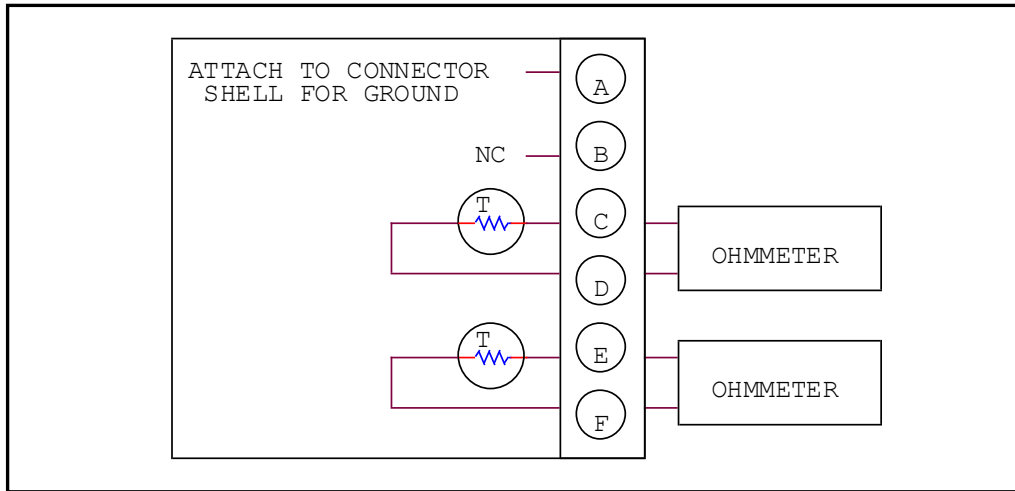 ATTACH TO CONNECTOR
SHELL FOR GROUND
A
NC
B
T
C
OHMMETER
D
T
E
OHMMETER
F